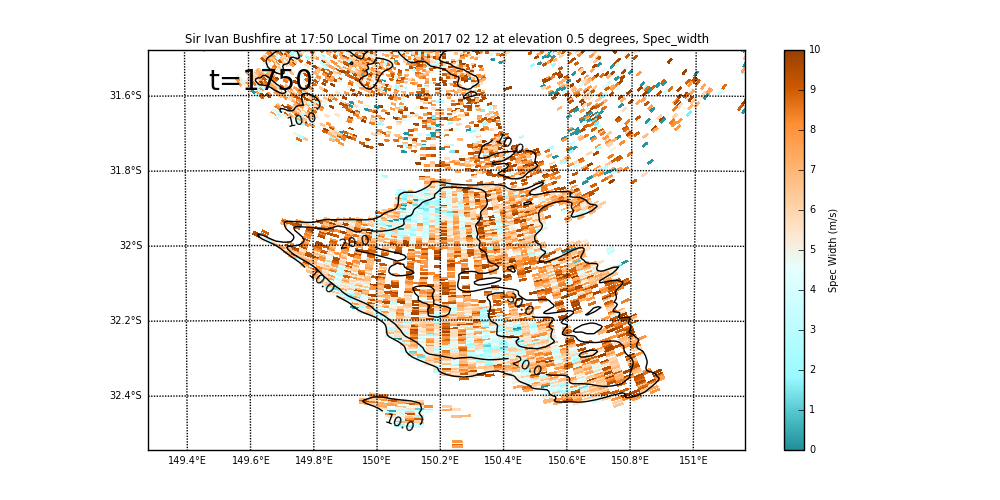 Sir Ivan Bushfire at 17:50 Local Time on 2017 02 12 at elevation 0.5 degrees, Spec_width
t=1750
10.0
10.0
20.0
10.0
20.0
10.0
31.6°S
31.8°S
32°S
32.2°S
32.4°S
149.4°E 149.6°E 149.8°E 150°E 150.2°E 150.4°E 150.6°E 150.8°E 151°E
10
9
8
7
6
5
4
3
2
1
0
Spec Width (m/s)